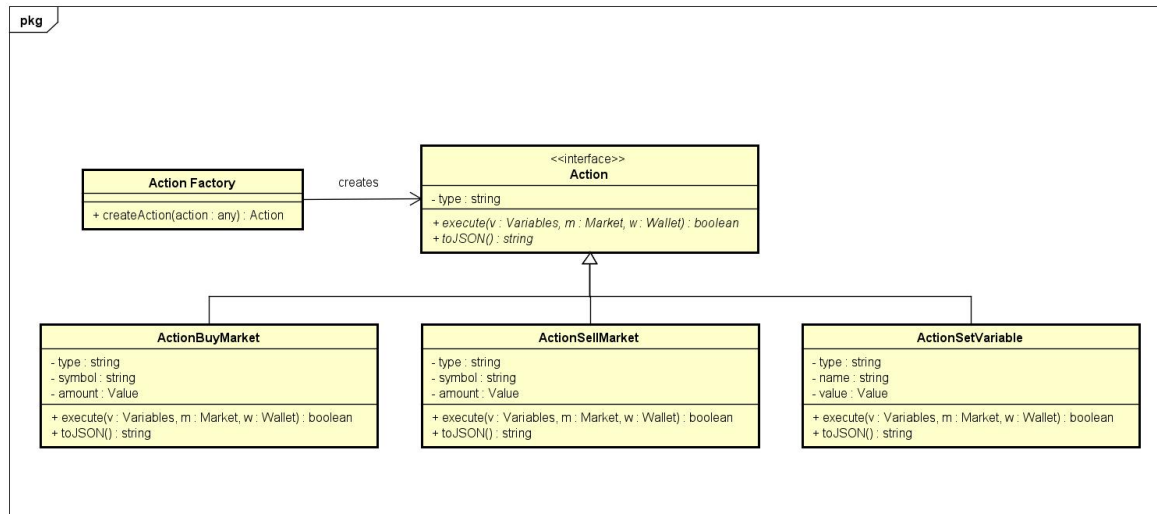 pkg
Action Factory
+ createAction(action : any) : Action
creates
<<interface>>
Action
- type : string
+ execute(v : Variables, m : Market, w : Wallet) : boolean
+ toJSON() : string
ActionBuyMarket
- type : string
- symbol : string
- amount : Value
+ execute(v : Variables, m : Market, w : Wallet) : boolean
+ toJSON() : string
ActionSellMarket
- type : string
- symbol : string
- amount : Value
+ execute(v : Variables, m : Market, w : Wallet) : boolean
+ toJSON() : string
ActionSetVariable
- type : string
- name : string
- value : Value
+ execute(v : Variables, m : Market, w : Wallet) : boolean
+ toJSON() : string